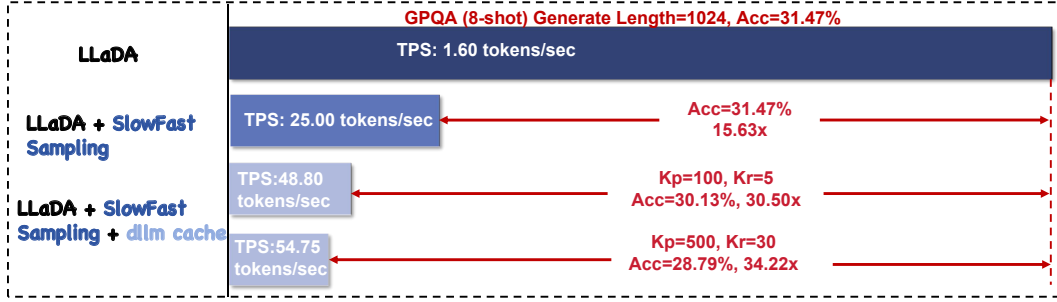 GPQA (8-shot) Generate Length=1024, Acc=31.47%
LLaDA
TPS: 1.60 tokens/sec
LLaDA + SlowFast
Sampling
TPS: 25.00 tokens/sec
Acc=31.47%
15.63x
LLaDA + SlowFast
Sampling + dllm cache
TPS:48.80
tokens/sec
Kp=100, Kr=5
Acc=30.13%, 30.50x
TPS:54.75
tokens/sec
Kp=500, Kr=30
Acc=28.79%, 34.22x